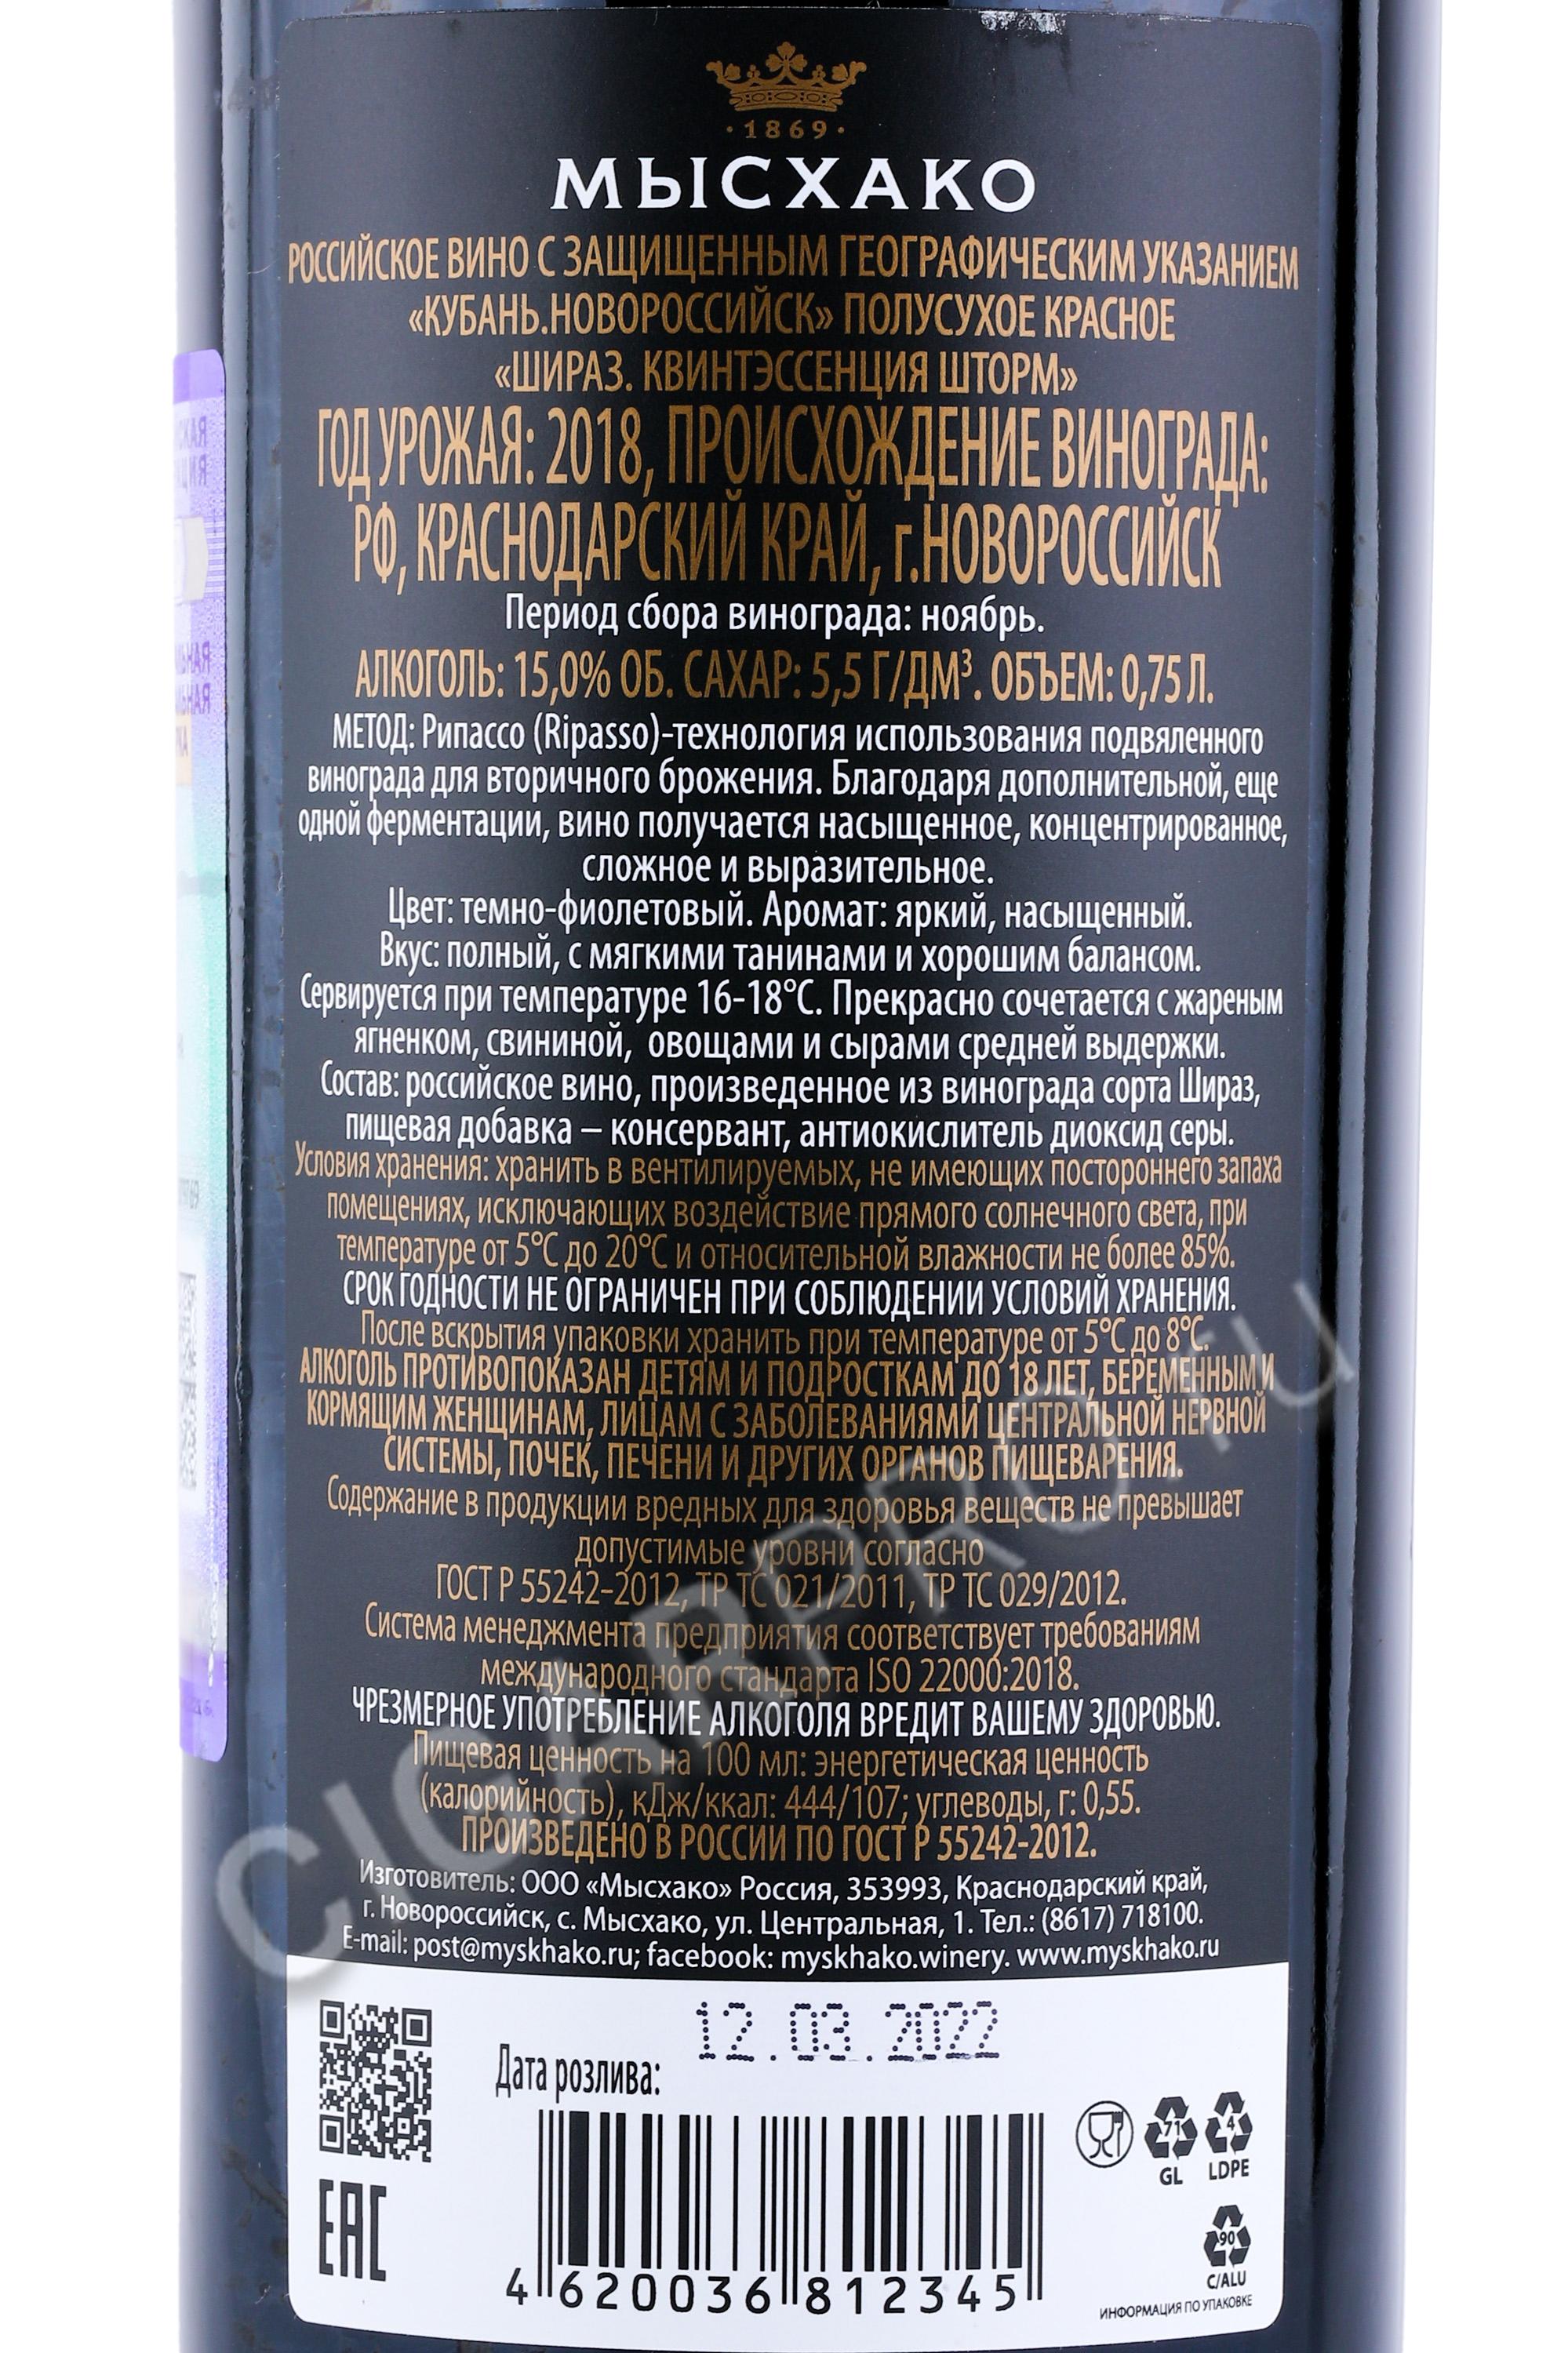 ·1869·
МЫСХАКО
РОССИЙСКОЕ ВИНО С ЗАЩИЩЕННЫМ ГЕОГРАФИЧЕСКИМ УКАЗАНИЕМ
«КУБАНЬ.НОВОРОССИЙСК» ПОЛУСУХОЕ КРАСНОЕ
«ШИРАЗ. КВИНТЭССЕНЦИЯ ШТОРМ»
ГОД УРОЖАЯ: 2018, ПРОИСХОЖДЕНИЕ ВИНОГРАДА:
РФ, КРАСНОДАРСКИЙ КРАЙ, г.НОВОРОССИЙСК
Период сбора винограда: ноябрь.
АЛКОГОЛЬ: 15,0% ОБ. САХАР: 5,5 Г/ДМ³. ОБЪЕМ: 0,75 Л.
МЕТОД: Рипассо (Ripasso)-технология использования подвяленного
винограда для вторичного брожения. Благодаря дополнительной, еще
одной ферментации, вино получается насыщенное, концентрированное,
сложное и выразительное.
Цвет: темно-фиолетовый. Аромат: яркий, насыщенный.
Вкус: полный, с мягкими танинами и хорошим балансом.
Сервируется при температуре 16-18°С. Прекрасно сочетается с жареным
ягненком, свининой, овощами и сырами средней выдержки.
Состав: российское вино, произведенное из винограда сорта Шираз,
пищевая добавка – консервант, антиокислитель диоксид серы.
Условия хранения: хранить в вентилируемых, не имеющих постороннего запаха
помещениях, исключающих воздействие прямого солнечного света, при
температуре от 5°С до 20°С и относительной влажности не более 85%.
СРОК ГОДНОСТИ НЕ ОГРАНИЧЕН ПРИ СОБЛЮДЕНИИ УСЛОВИЙ ХРАНЕНИЯ.
После вскрытия упаковки хранить при температуре от 5°С до 8°С.
АЛКОГОЛЬ ПРОТИВОПОКАЗАН ДЕТЯМ И ПОДРОСТКАМ ДО 18 ЛЕТ, БЕРЕМЕННЫМ И
КОРМЯЩИМ ЖЕНЩИНАМ, ЛИЦАМ С ЗАБОЛЕВАНИЯМИ ЦЕНТРАЛЬНОЙ НЕРВНОЙ
СИСТЕМЫ, ПОЧЕК, ПЕЧЕНИ И ДРУГИХ ОРГАНОВ ПИЩЕВАРЕНИЯ.
Содержание в продукции вредных для здоровья веществ не превышает
допустимые уровни согласно
ГОСТ Р 55242-2012, ТР ТС 021/2011, ТР ТС 029/2012.
Система менеджмента предприятия соответствует требованиям
международного стандарта ISO 22000:2018.
ЧРЕЗМЕРНОЕ УПОТРЕБЛЕНИЕ АЛКОГОЛЯ ВРЕДИТ ВАШЕМУ ЗДОРОВЬЮ.
Пищевая ценность на 100 мл: энергетическая ценность
(калорийность), кДж/ккал: 444/107; углеводы, г: 0,55.
ПРОИЗВЕДЕНО В РОССИИ ПО ГОСТ Р 55242-2012.
Изготовитель: ООО «Мысхако» Россия, 353993, Краснодарский край,
г. Новороссийск, с. Мысхако, ул. Центральная, 1. Тел.: (8617) 718100.
E-mail: post@myskhako.ru; facebook: myskhako.winery. www.myskhako.ru
12.03.2022
Дата розлива:
71
GL
4
LDPE
EAC
90
C/ALU
4 620036 812345
ИНФОРМАЦИЯ ПО УПАКОВКЕ
CIGARPRO.ru